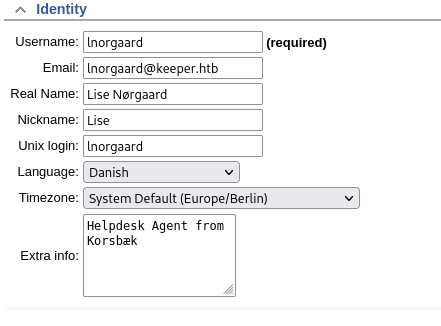 Identity
Username: lnorgaard (required)
Email: lnorgaard@keeper.htb
Real Name: Lise Nørgaard
Nickname: Lise
Unix login: lnorgaard
Language: Danish
Timezone: System Default (Europe/Berlin)
Extra info: Helpdesk Agent from
Korsbæk